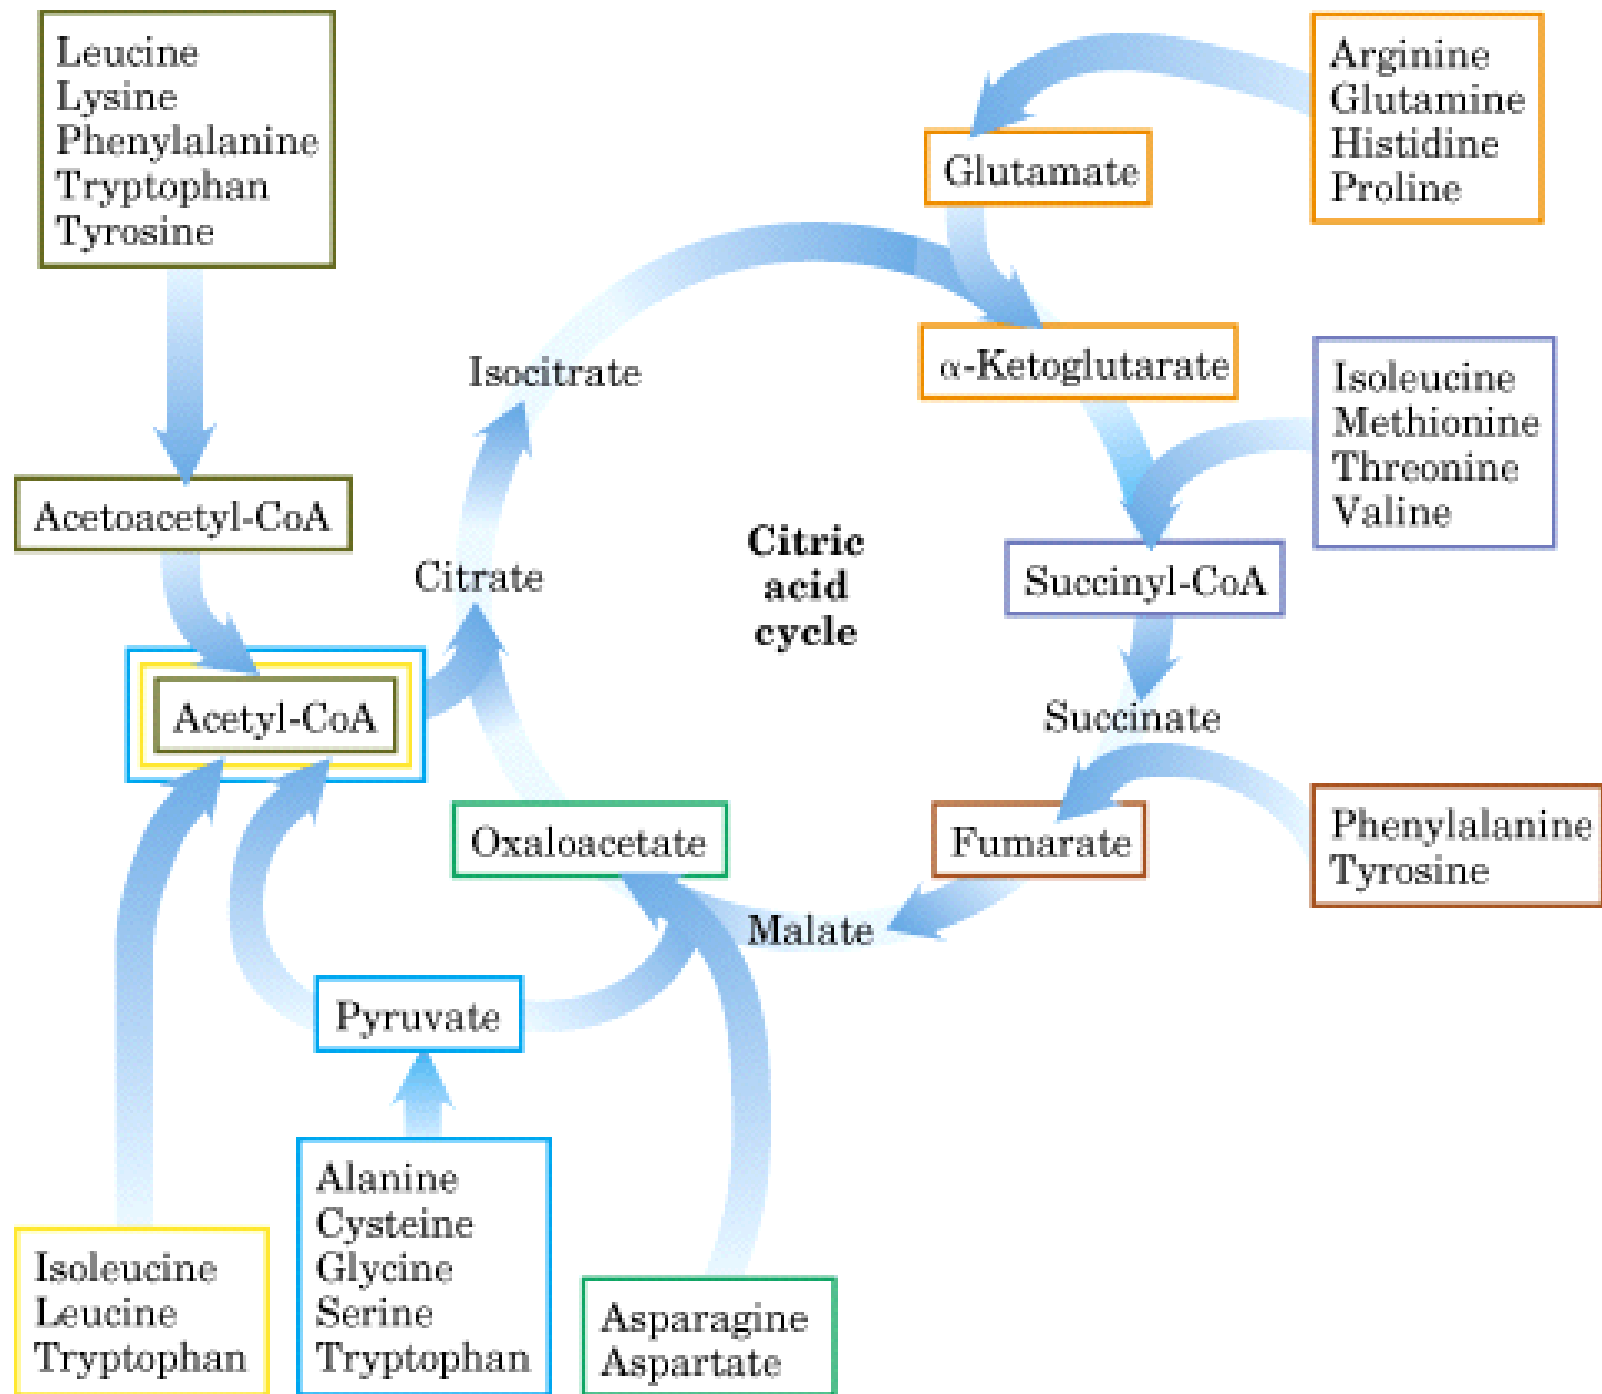 Leucine
Lysine
Phenylalanine
Tryptophan
Tyrosine
Arginine
Glutamine
Histidine
Proline
Glutamate
Isocitrate
α-Ketoglutarate
Isoleucine
Methionine
Threonine
Valine
Acetoacetyl-CoA
Citric
acid
cycle
Citrate
Succinyl-CoA
Acetyl-CoA
Succinate
Oxaloacetate
Fumarate
Phenylalanine
Tyrosine
Malate
Pyruvate
Isoleucine
Leucine
Tryptophan
Alanine
Cysteine
Glycine
Serine
Tryptophan
Asparagine
Aspartate